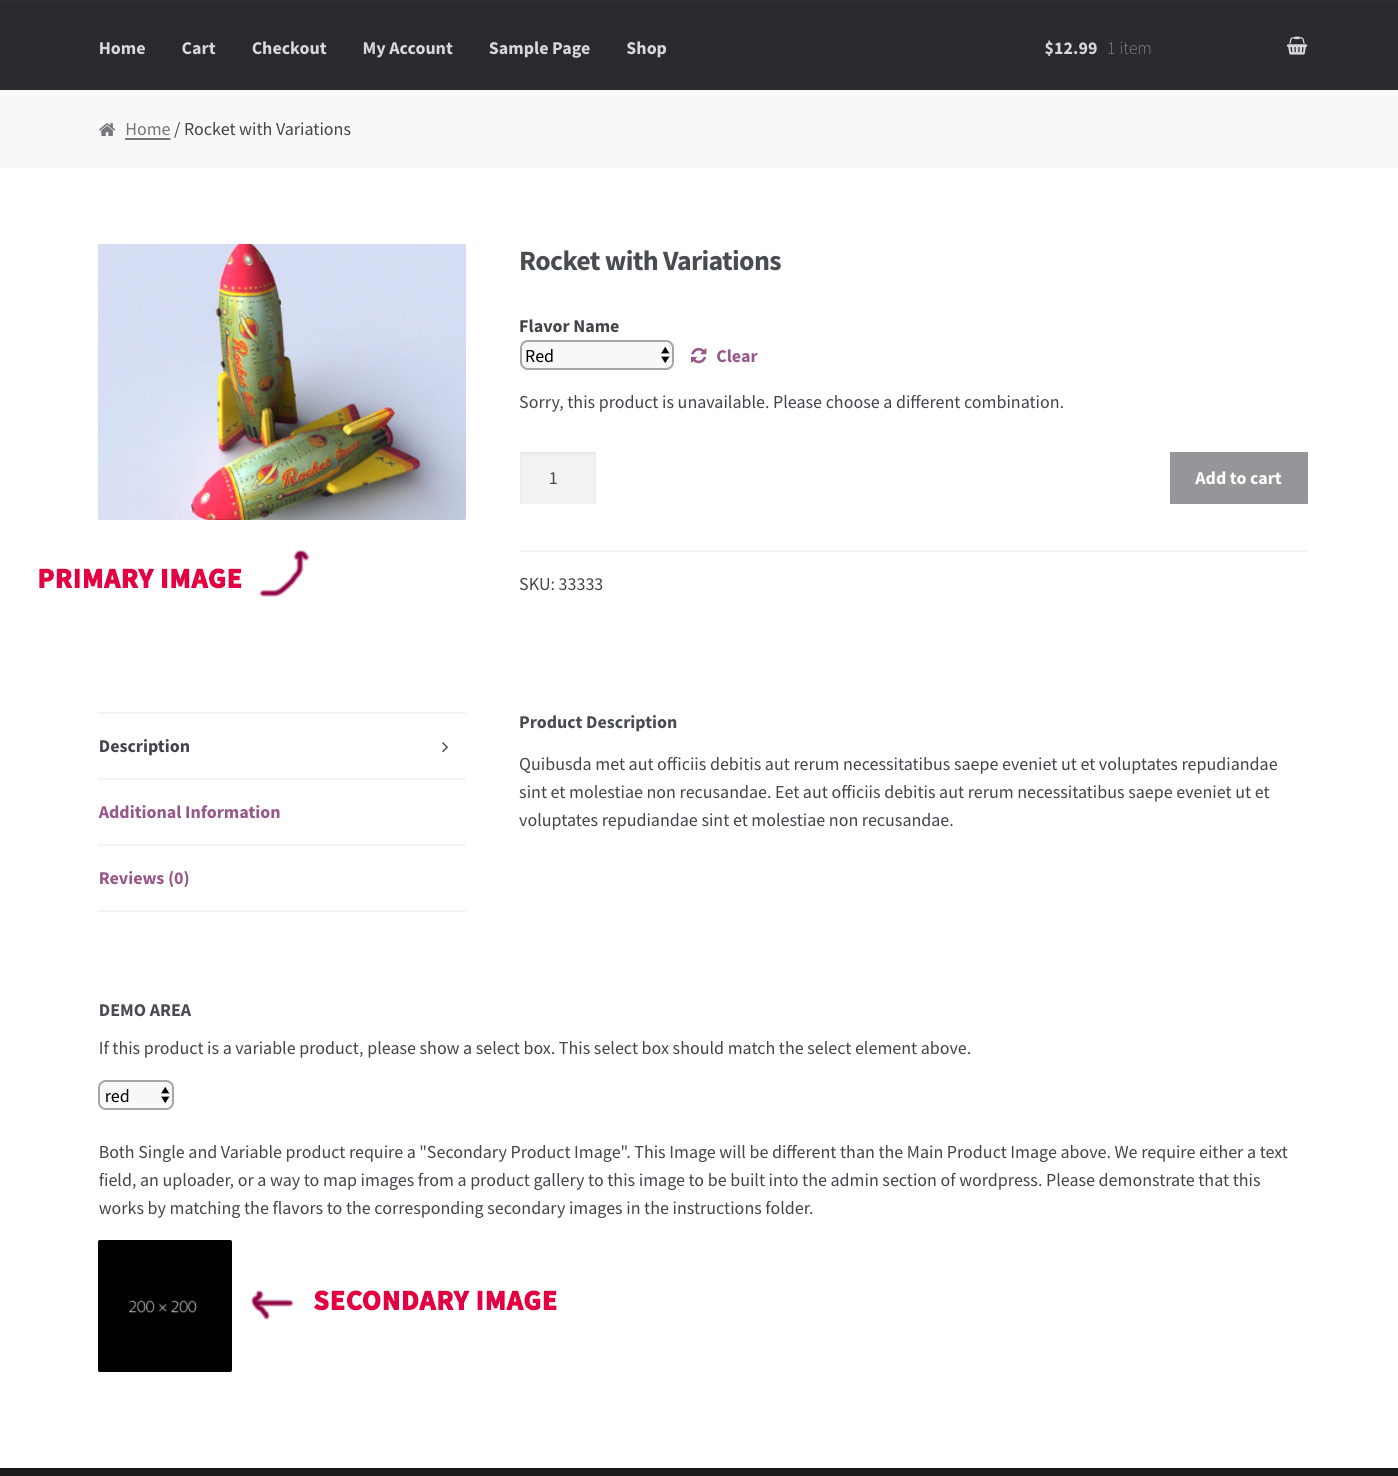 Home Cart Checkout My Account Sample Page Shop $12.99 1 item
Home / Rocket with Variations
Rocket with Variations
Flavor Name
Red Clear
Sorry, this product is unavailable. Please choose a different combination.
1 Add to cart
PRIMARY IMAGE
SKU: 33333
Description
Additional Information
Reviews (0)
Product Description
Quibusda met aut officiis debitis aut rerum necessitatibus saepe eveniet ut et voluptates repudiandae
sint et molestiae non recusandae. Eet aut officiis debitis aut rerum necessitatibus saepe eveniet ut et
voluptates repudiandae sint et molestiae non recusandae.
DEMO AREA
If this product is a variable product, please show a select box. This select box should match the select element above.
red
Both Single and Variable product require a "Secondary Product Image". This Image will be different than the Main Product Image above. We require either a text
field, an uploader, or a way to map images from a product gallery to this image to be built into the admin section of wordpress. Please demonstrate that this
works by matching the flavors to the corresponding secondary images in the instructions folder.
200 × 200
SECONDARY IMAGE
Rocket
Rocket